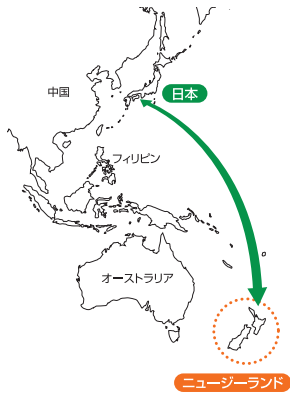 中国
日本
フィリピン
オーストラリア
ニュージーランド